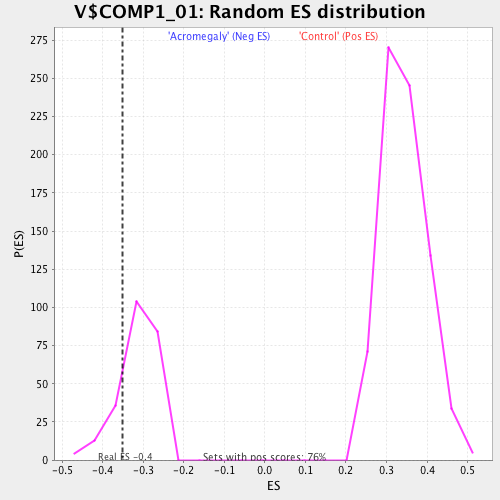 V$COMP1_01: Random ES distribution
'Acromegaly' (Neg ES) 'Control' (Pos ES)
P(ES)
275
250
225
200
175
150
125
100
75
50
25
0
Real ES -0.4 Sets with pos scores: 76%
-0.5 -0.4 -0.3 -0.2 -0.1 0.0 0.1 0.2 0.3 0.4 0.5
ES